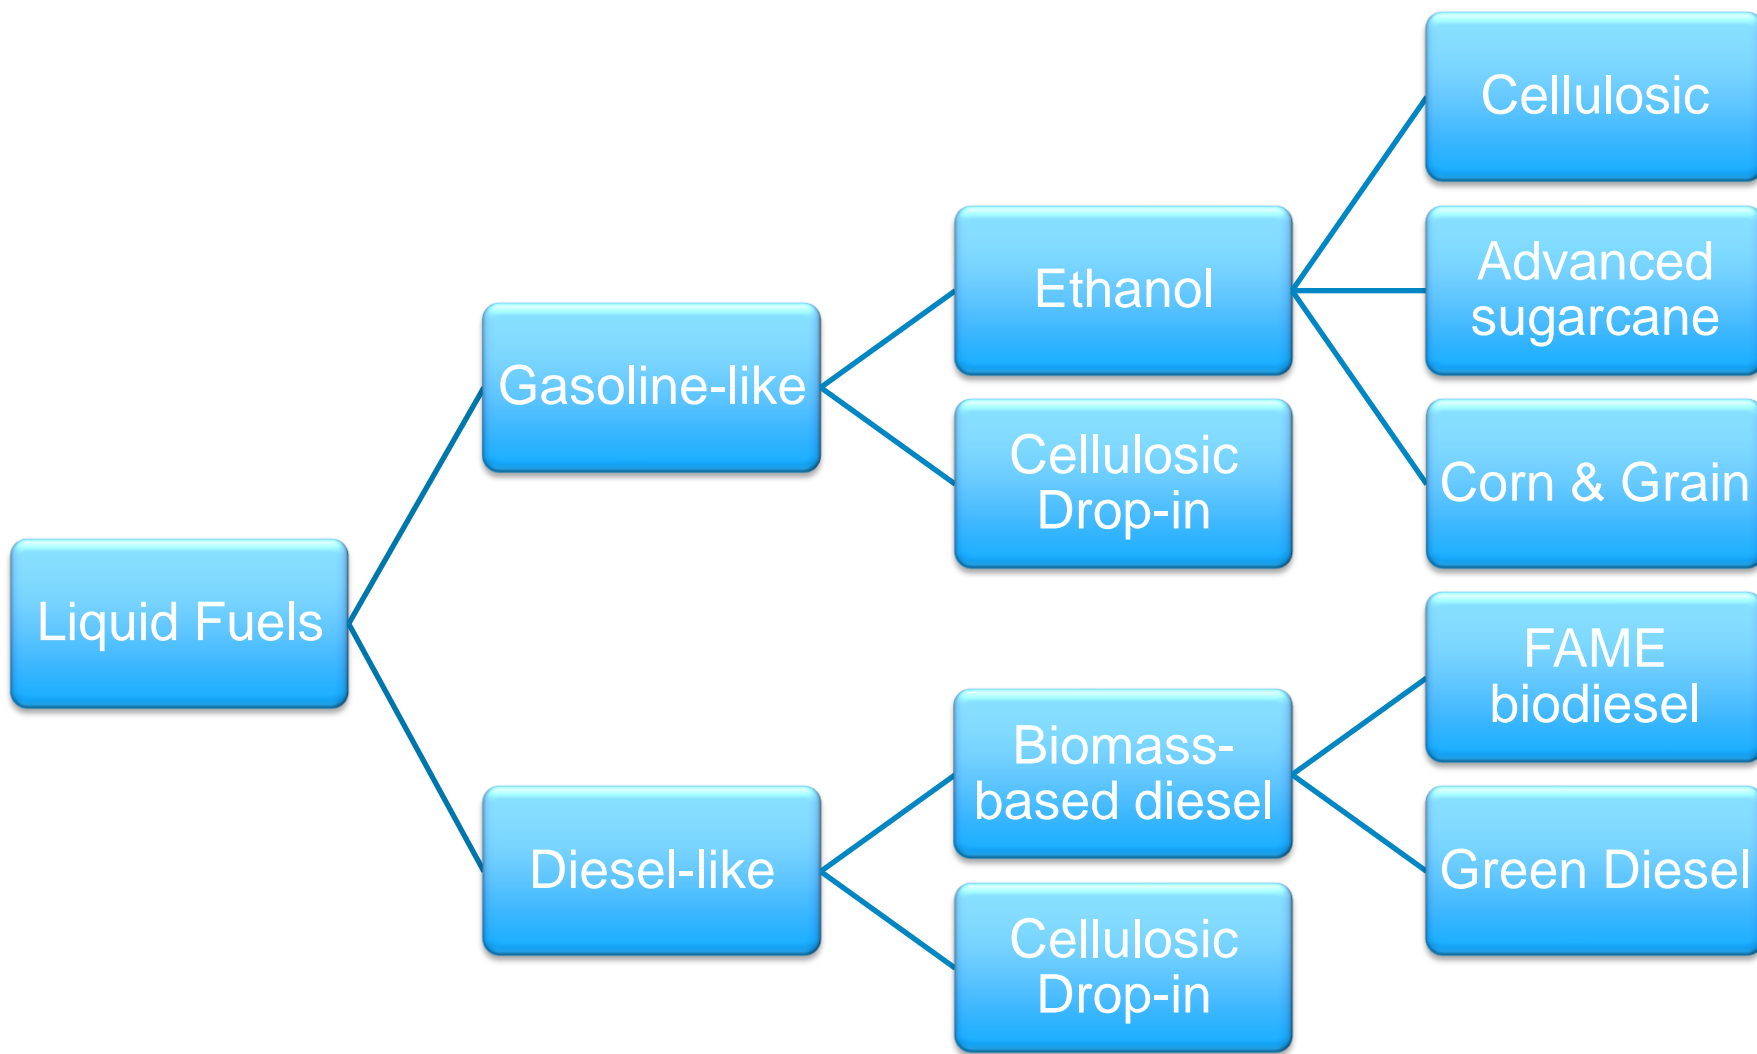 Liquid Fuels
Gasoline-like
Ethanol
Cellulosic
Advanced
sugarcane
Corn & Grain
Cellulosic
Drop-in
Diesel-like
Biomass-
based diesel
FAME
biodiesel
Green Diesel
Cellulosic
Drop-in